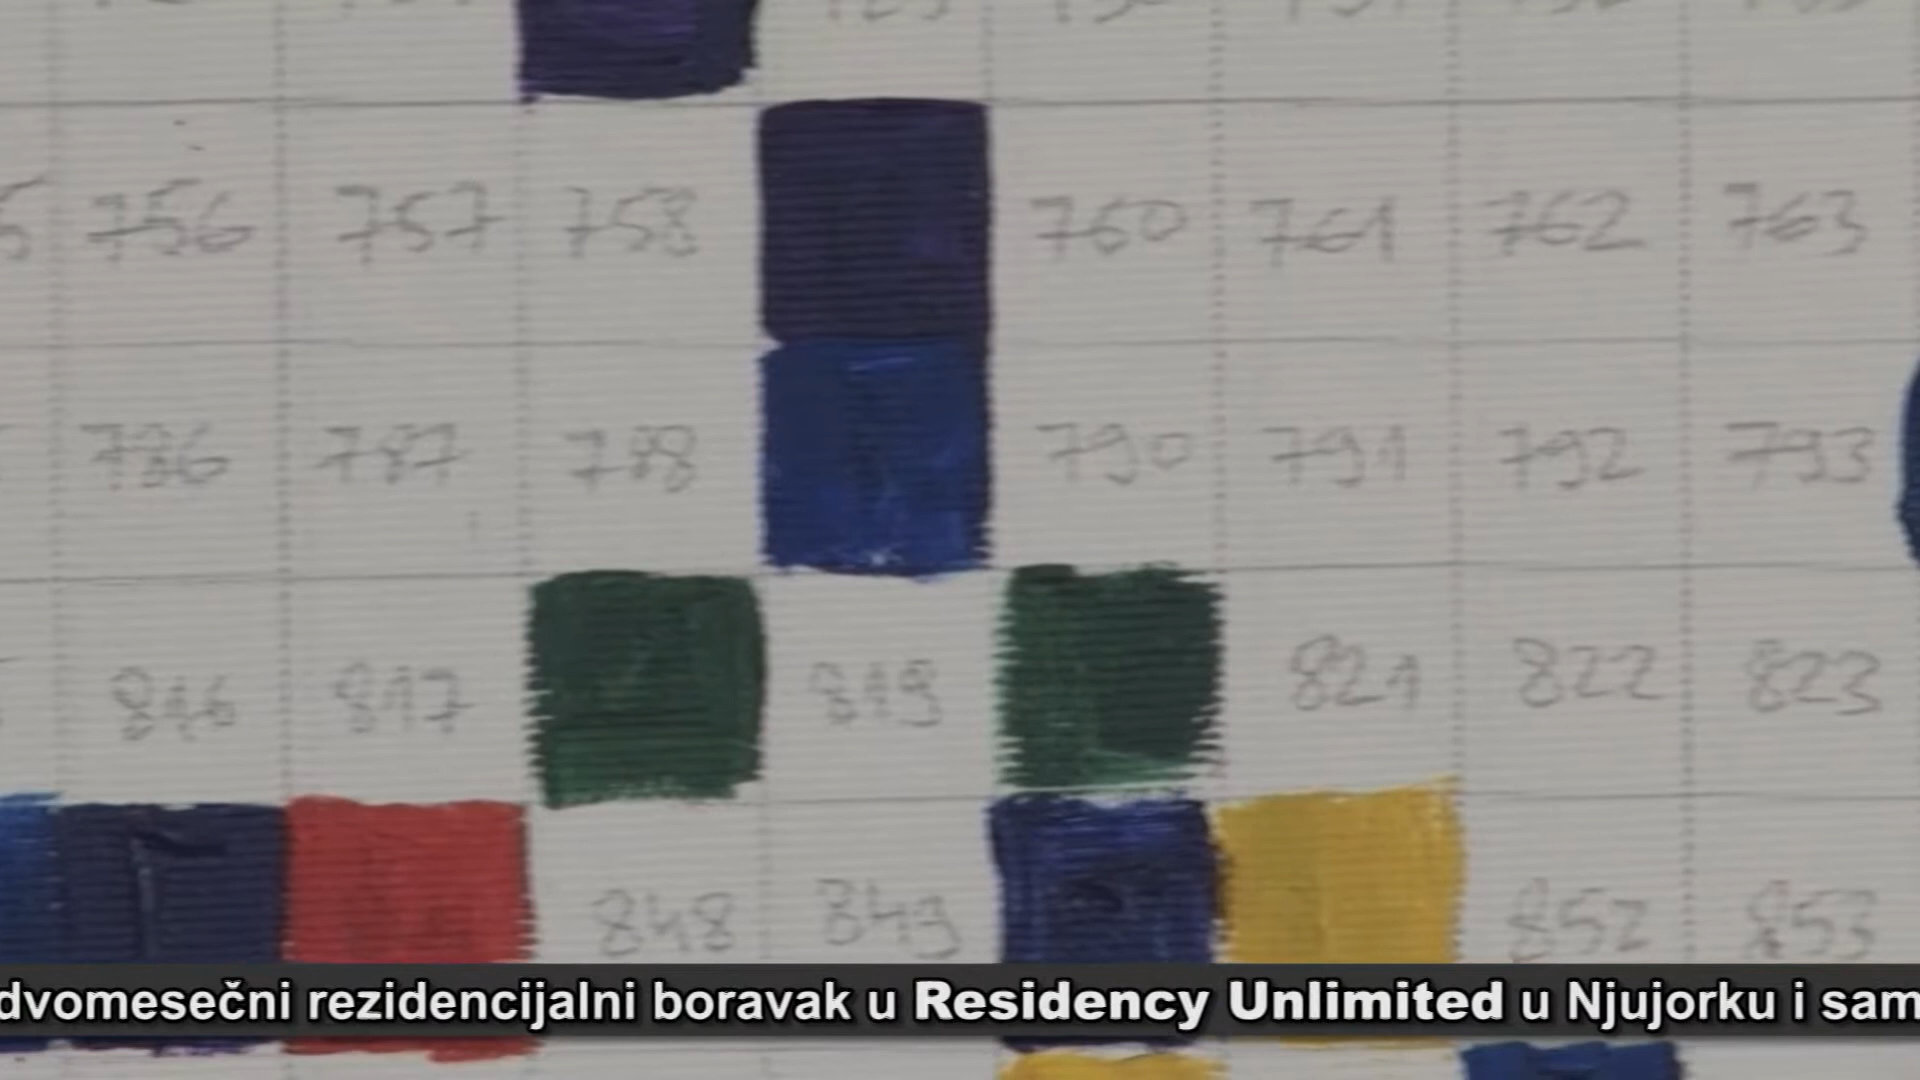 756 757 758 760 761 762 763
786 787 788 790 791 792 793
816 817 819 821 822 823
848 849 852 853
dvomesečni rezidencijalni boravak u Residency Unlimited u Njujorku i sam